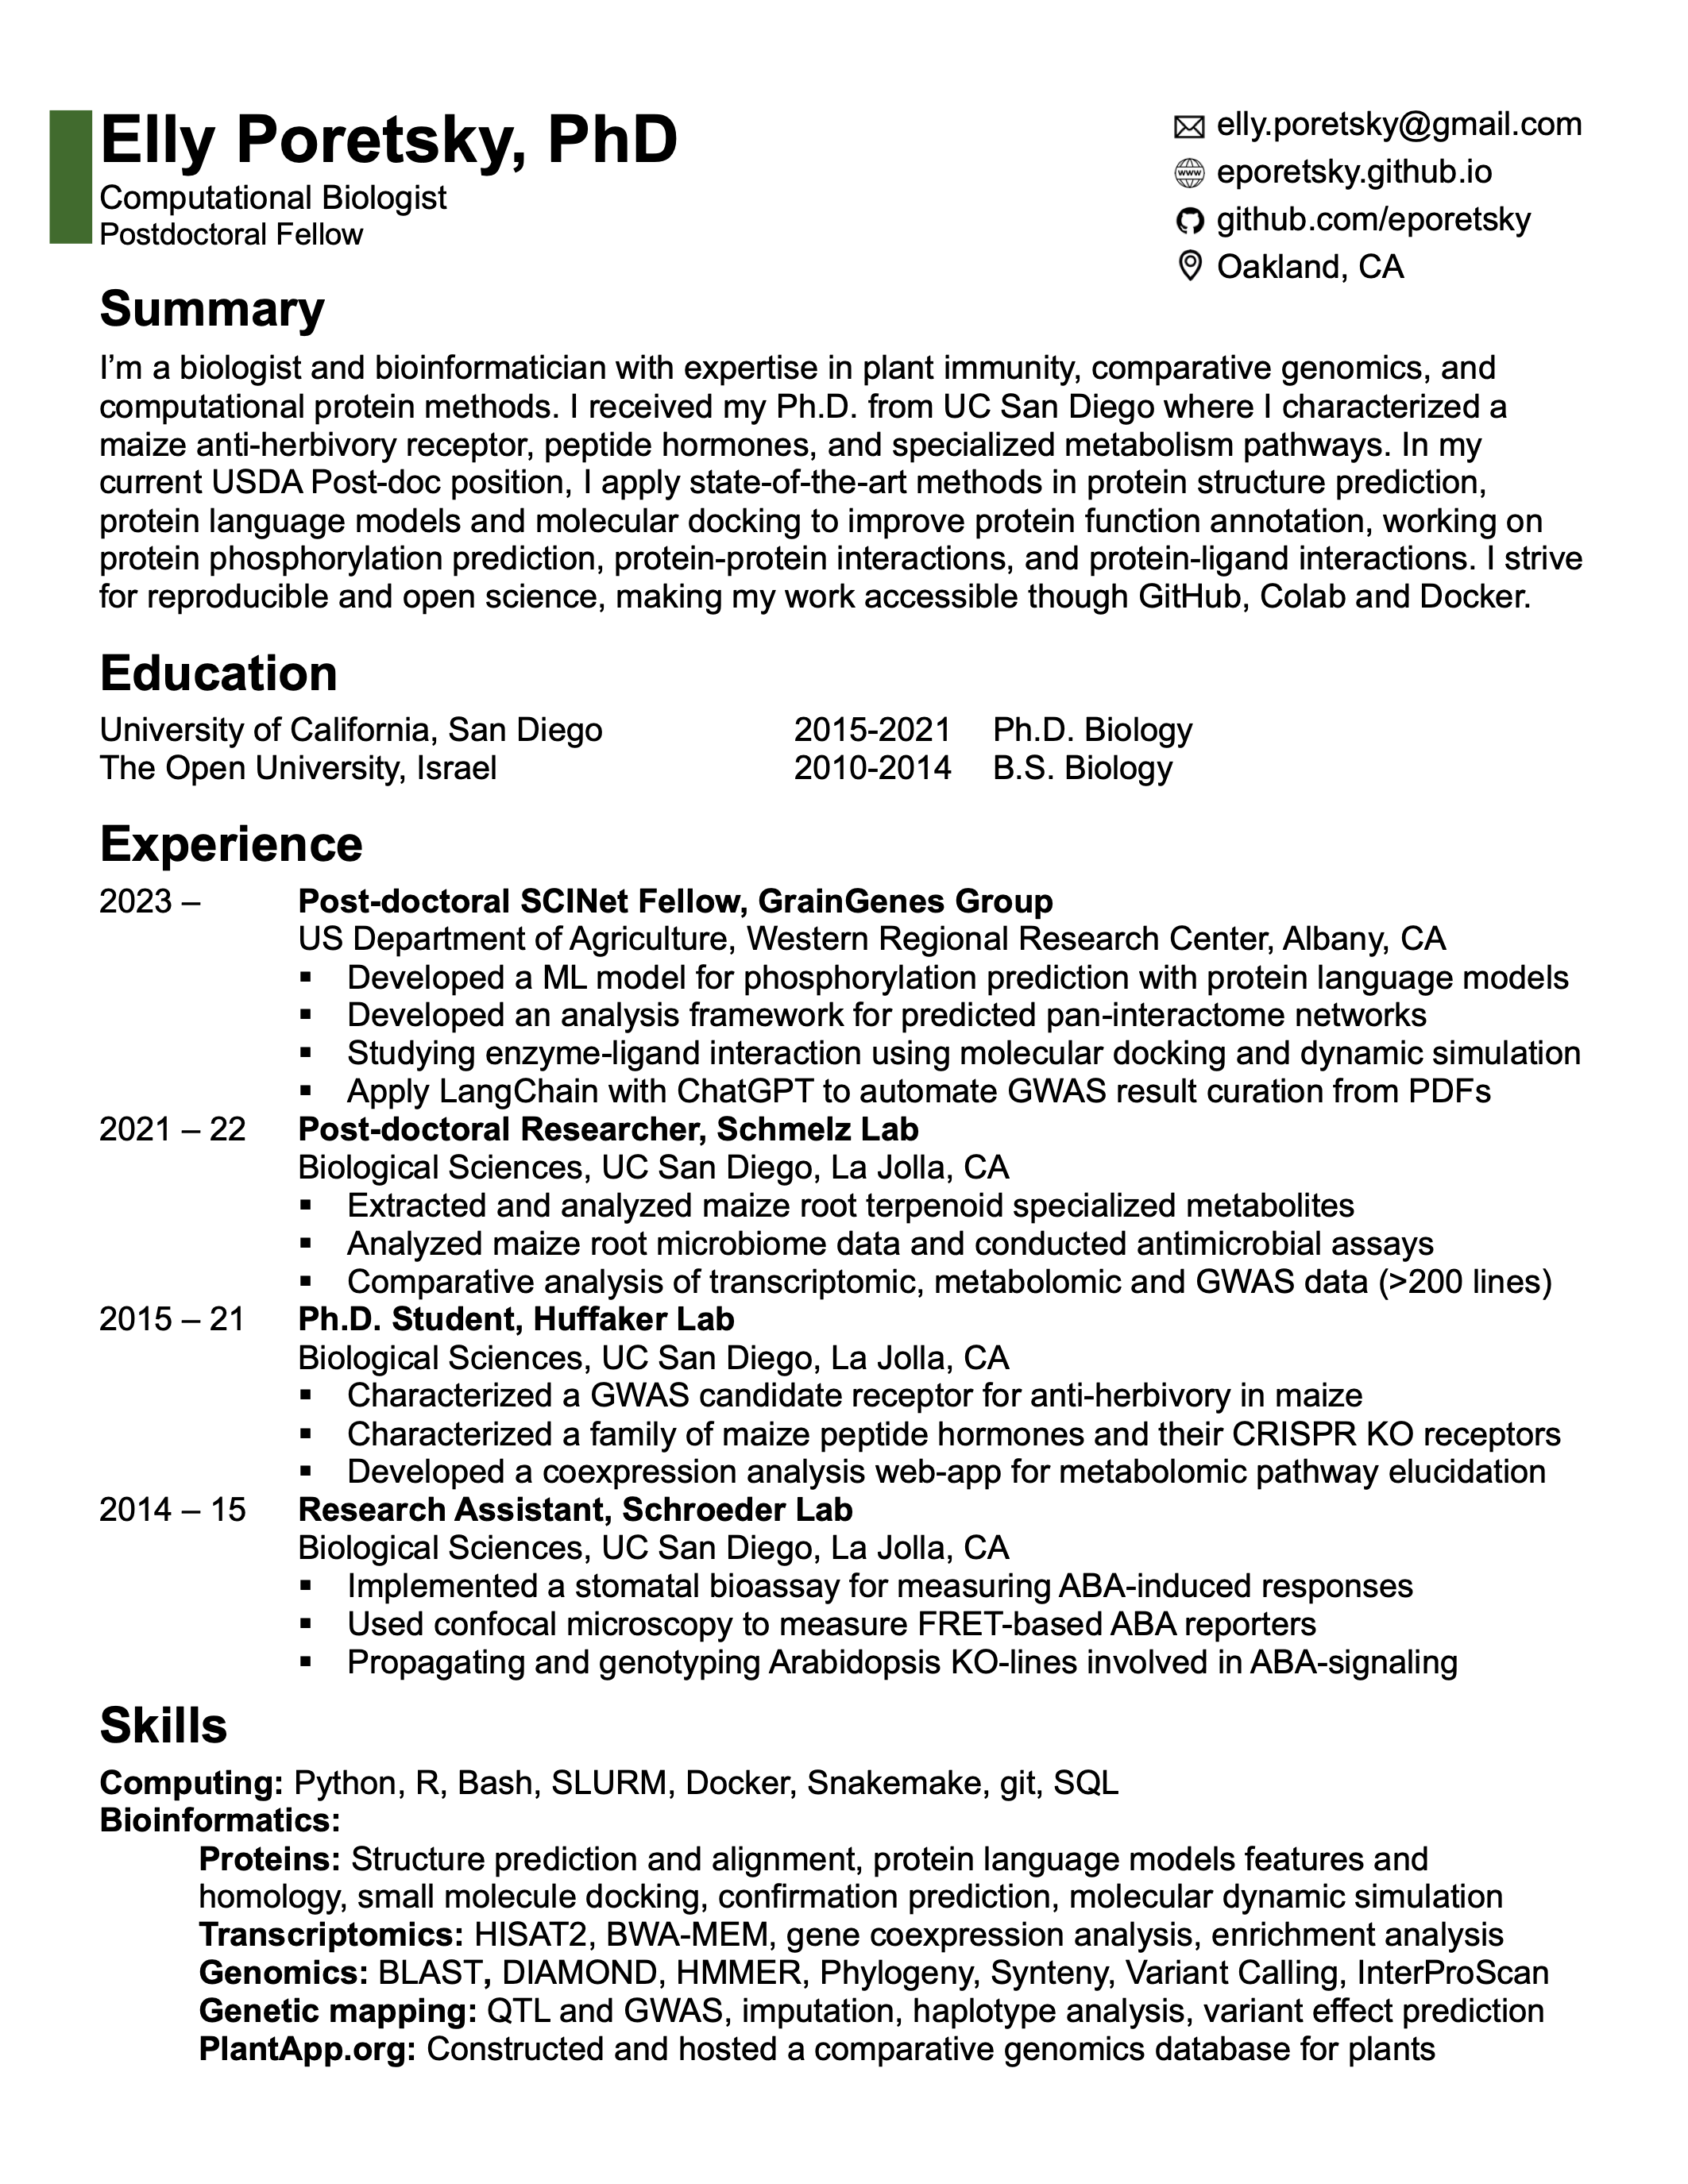 Elly Poretsky, PhD
Computational Biologist
Postdoctoral Fellow
elly.poretsky@gmail.com
www eporetsky.github.io
github.com/eporetsky
Oakland, CA
Summary
I’m a biologist and bioinformatician with expertise in plant immunity, comparative genomics, and
computational protein methods. I received my Ph.D. from UC San Diego where I characterized a
maize anti-herbivory receptor, peptide hormones, and specialized metabolism pathways. In my
current USDA Post-doc position, I apply state-of-the-art methods in protein structure prediction,
protein language models and molecular docking to improve protein function annotation, working on
protein phosphorylation prediction, protein-protein interactions, and protein-ligand interactions. I strive
for reproducible and open science, making my work accessible though GitHub, Colab and Docker.
Education
University of California, San Diego 2015-2021 Ph.D. Biology
The Open University, Israel 2010-2014 B.S. Biology
Experience
2023 – Post-doctoral SCINet Fellow, GrainGenes Group
US Department of Agriculture, Western Regional Research Center, Albany, CA
▪ Developed a ML model for phosphorylation prediction with protein language models
▪ Developed an analysis framework for predicted pan-interactome networks
▪ Studying enzyme-ligand interaction using molecular docking and dynamic simulation
▪ Apply LangChain with ChatGPT to automate GWAS result curation from PDFs
2021 – 22 Post-doctoral Researcher, Schmelz Lab
Biological Sciences, UC San Diego, La Jolla, CA
▪ Extracted and analyzed maize root terpenoid specialized metabolites
▪ Analyzed maize root microbiome data and conducted antimicrobial assays
▪ Comparative analysis of transcriptomic, metabolomic and GWAS data (>200 lines)
2015 – 21 Ph.D. Student, Huffaker Lab
Biological Sciences, UC San Diego, La Jolla, CA
▪ Characterized a GWAS candidate receptor for anti-herbivory in maize
▪ Characterized a family of maize peptide hormones and their CRISPR KO receptors
▪ Developed a coexpression analysis web-app for metabolomic pathway elucidation
2014 – 15 Research Assistant, Schroeder Lab
Biological Sciences, UC San Diego, La Jolla, CA
▪ Implemented a stomatal bioassay for measuring ABA-induced responses
▪ Used confocal microscopy to measure FRET-based ABA reporters
▪ Propagating and genotyping Arabidopsis KO-lines involved in ABA-signaling
Skills
Computing: Python, R, Bash, SLURM, Docker, Snakemake, git, SQL
Bioinformatics:
Proteins: Structure prediction and alignment, protein language models features and
homology, small molecule docking, confirmation prediction, molecular dynamic simulation
Transcriptomics: HISAT2, BWA-MEM, gene coexpression analysis, enrichment analysis
Genomics: BLAST, DIAMOND, HMMER, Phylogeny, Synteny, Variant Calling, InterProScan
Genetic mapping: QTL and GWAS, imputation, haplotype analysis, variant effect prediction
PlantApp.org: Constructed and hosted a comparative genomics database for plants